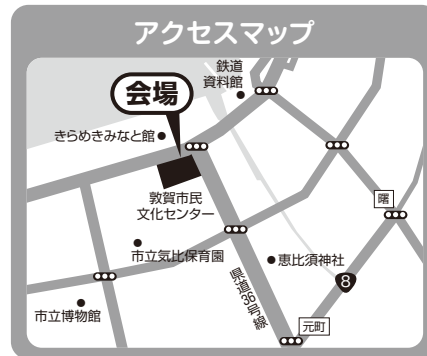 アクセスマップ
鉄道
資料館
会場
きらめきみなと館
敦賀市民
文化センター
曙
市立気比保育園
恵比須神社
8
県道36号線
市立博物館
元町